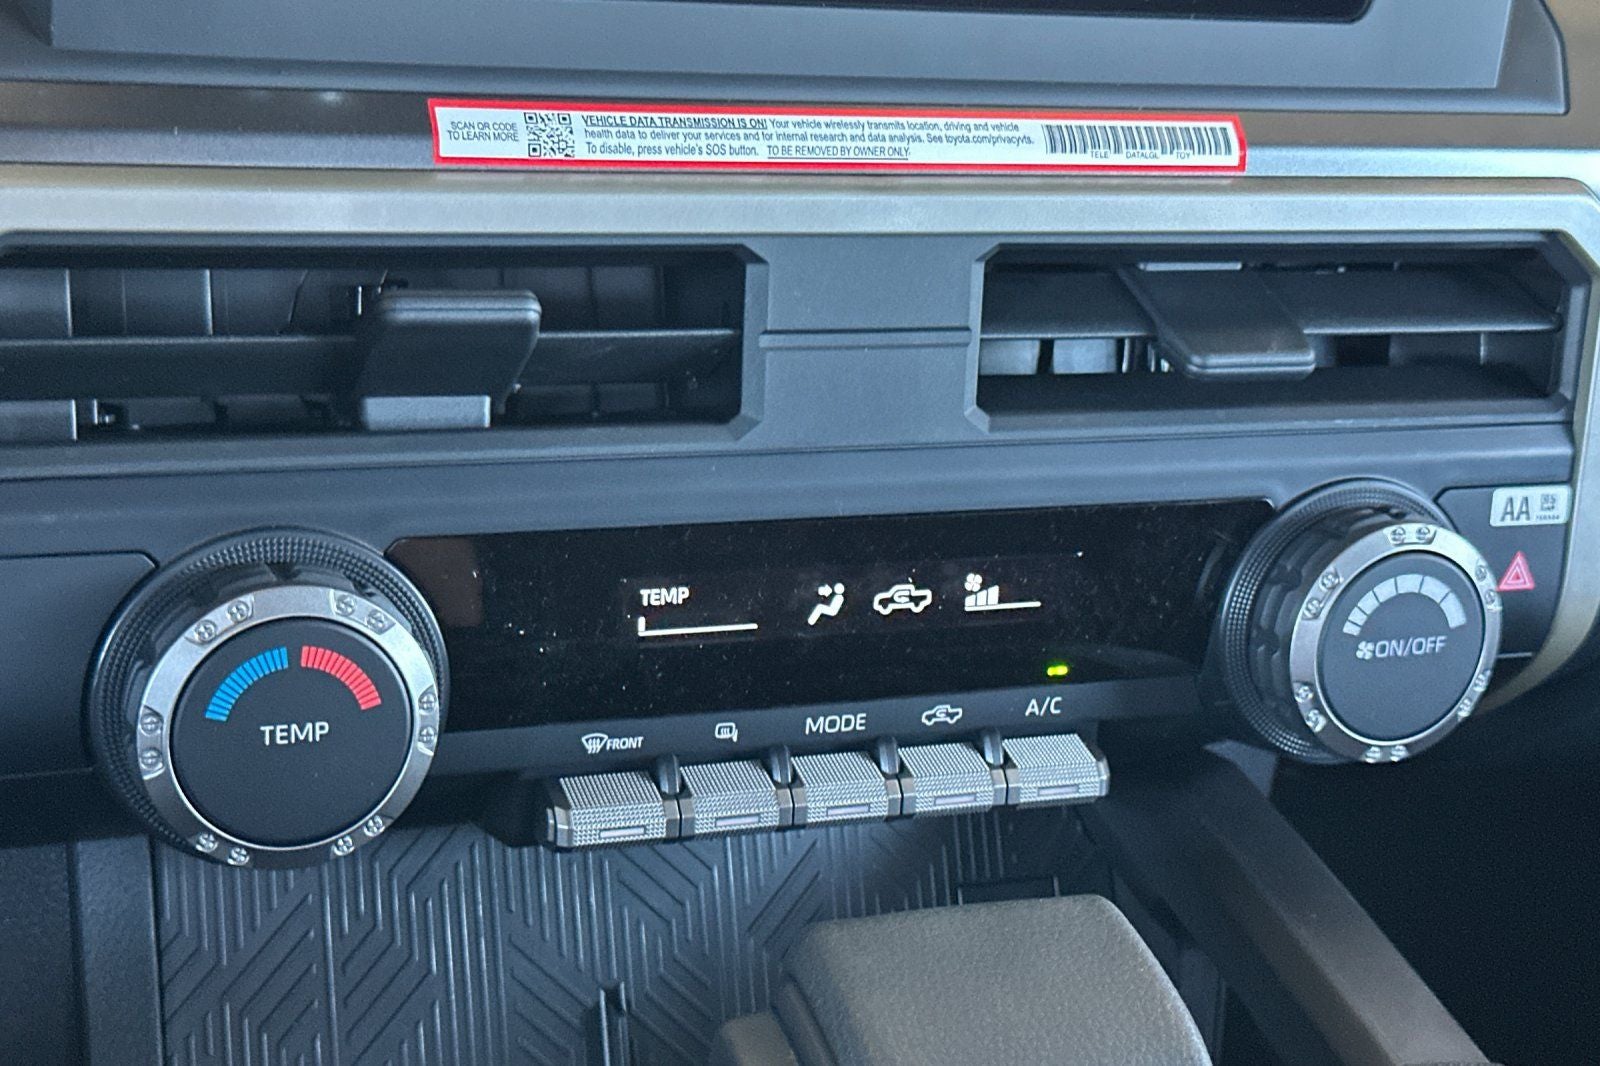 SCAN QR CODE
TO LEARN MORE
VEHICLE DATA TRANSMISSION IS ON! Your vehicle wirelessly transmits location, driving and vehicle
health data to deliver your services and for internal research and data analysis. See toyota.com/privacyvts.
To disable, press vehicle's SOS button. TO BE REMOVED BY OWNER ONLY.
TELE DATALGL TOY
AA
TEMP
ON/OFF
TEMP
FRONT
MODE
A/C